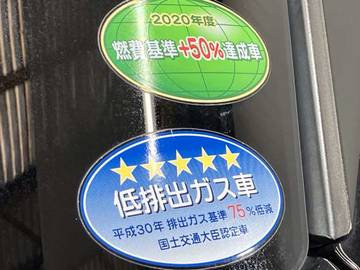 2020年度
燃費基準+50%達成車
★★★★★
低排出ガス車
平成30年 排出ガス基準 75%低減
国土交通大臣認定車